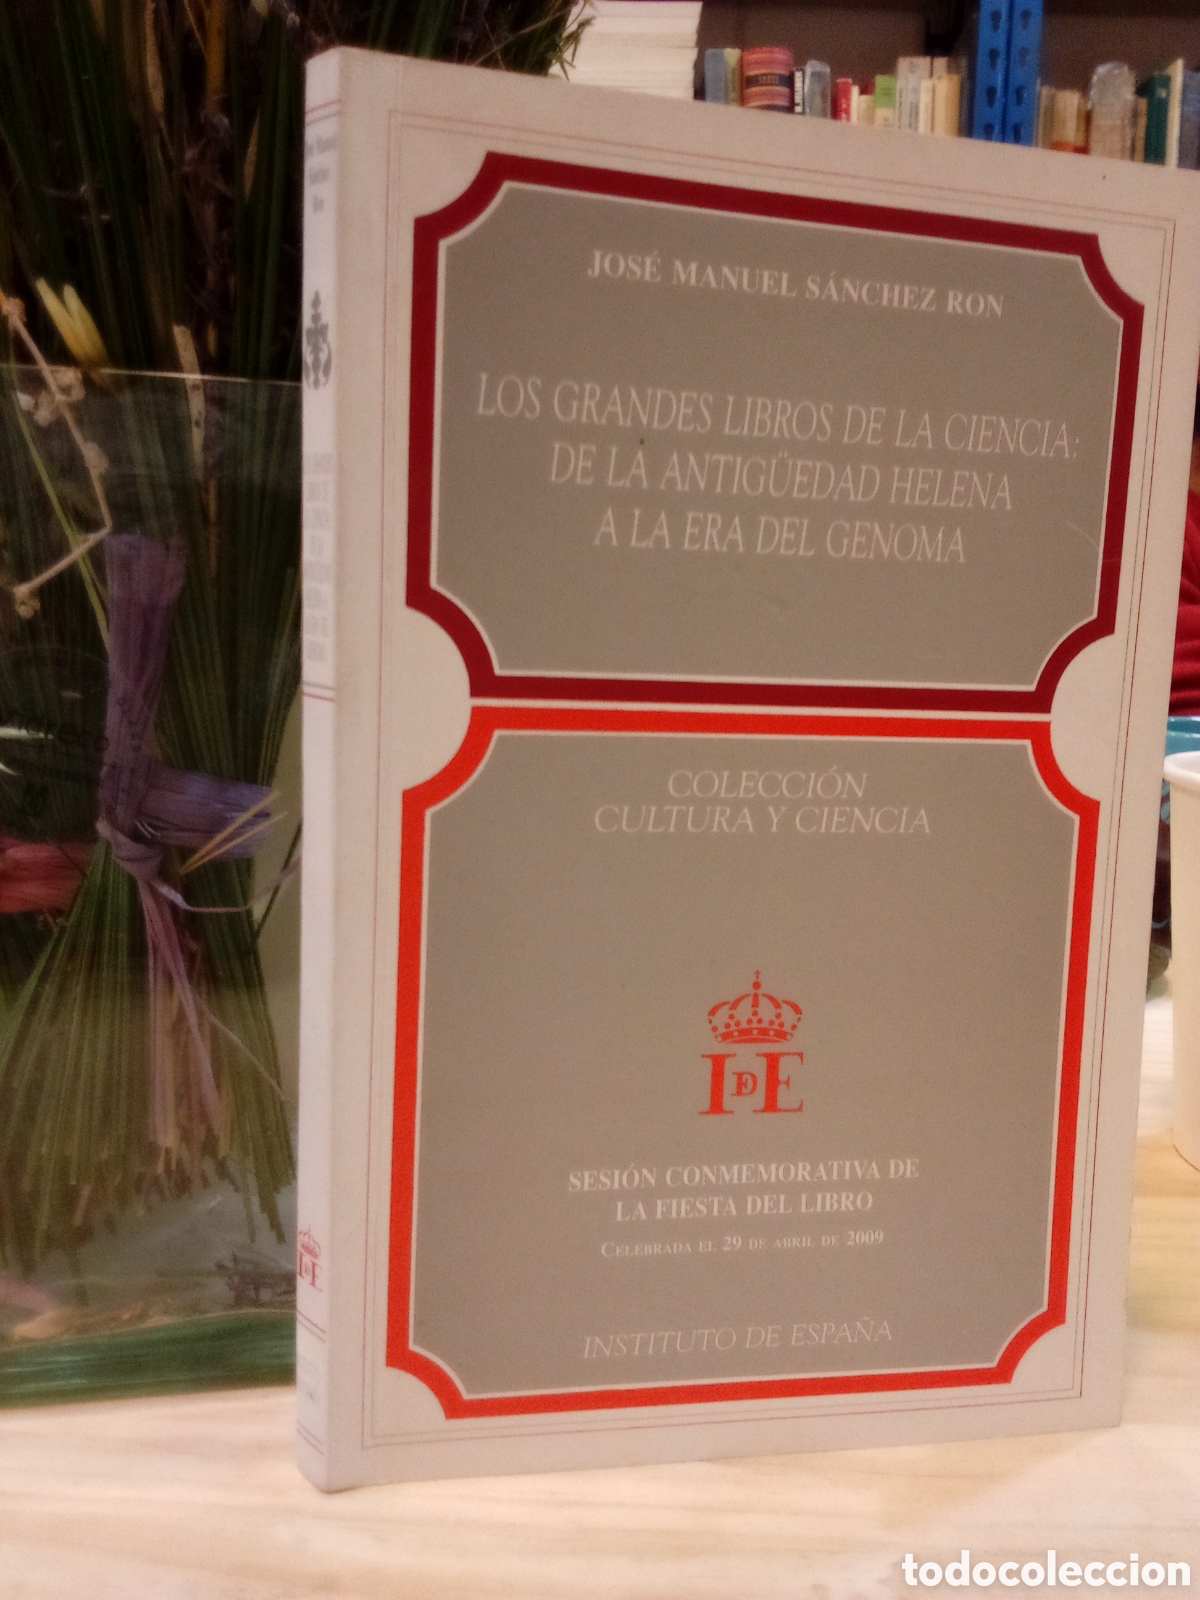 JOSÉ MANUEL SÁNCHEZ RON
LOS GRANDES LIBROS DE LA CIENCIA:
DE LA ANTIGÜEDAD HELENA
A LA ERA DEL GENOMA
COLECCIÓN
CULTURA Y CIENCIA
IDEE
SESIÓN CONMEMORATIVA DE
LA FIESTA DEL LIBRO
CELEBRADA EL 29 DE ABRIL DE 2009
INSTITUTO DE ESPAÑA
todocoleccion